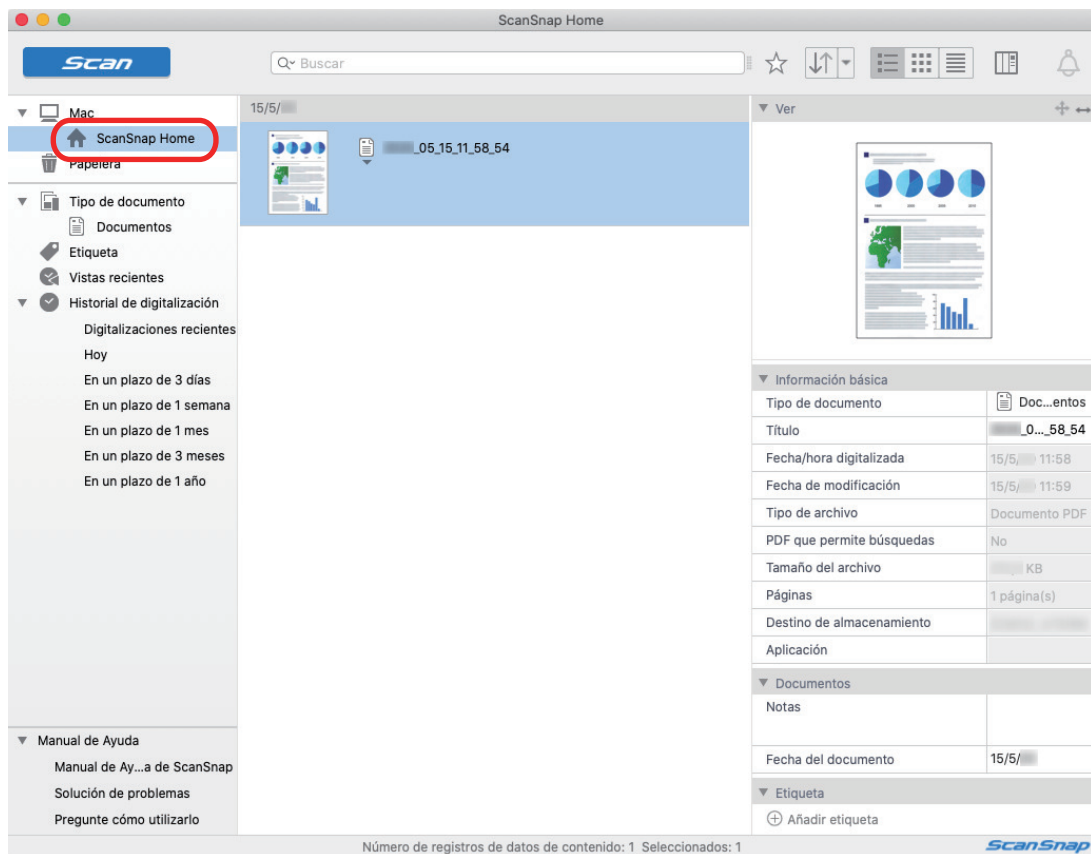 ScanSnap Home
Scan
Buscar
Mac
ScanSnap Home
Papelera
Tipo de documento
Documentos
Etiqueta
Vistas recientes
Historial de digitalización
Digitalizaciones recientes
Hoy
En un plazo de 3 días
En un plazo de 1 semana
En un plazo de 1 mes
En un plazo de 3 meses
En un plazo de 1 año
Manual de Ayuda
Manual de Ay...a de ScanSnap
Solución de problemas
Pregunte cómo utilizarlo
15/5/
_05_15_11_58_54
Ver
Información básica
Tipo de documento Doc...entos
Título _0..._58_54
Fecha/hora digitalizada 15/5/ 11:58
Fecha de modificación 15/5/ 11:59
Tipo de archivo Documento PDF
PDF que permite búsquedas No
Tamaño del archivo KB
Páginas 1 página(s)
Destino de almacenamiento
Aplicación
Documentos
Notas
Fecha del documento 15/5/
Etiqueta
Añadir etiqueta
Número de registros de datos de contenido: 1 Seleccionados: 1
ScanSnap